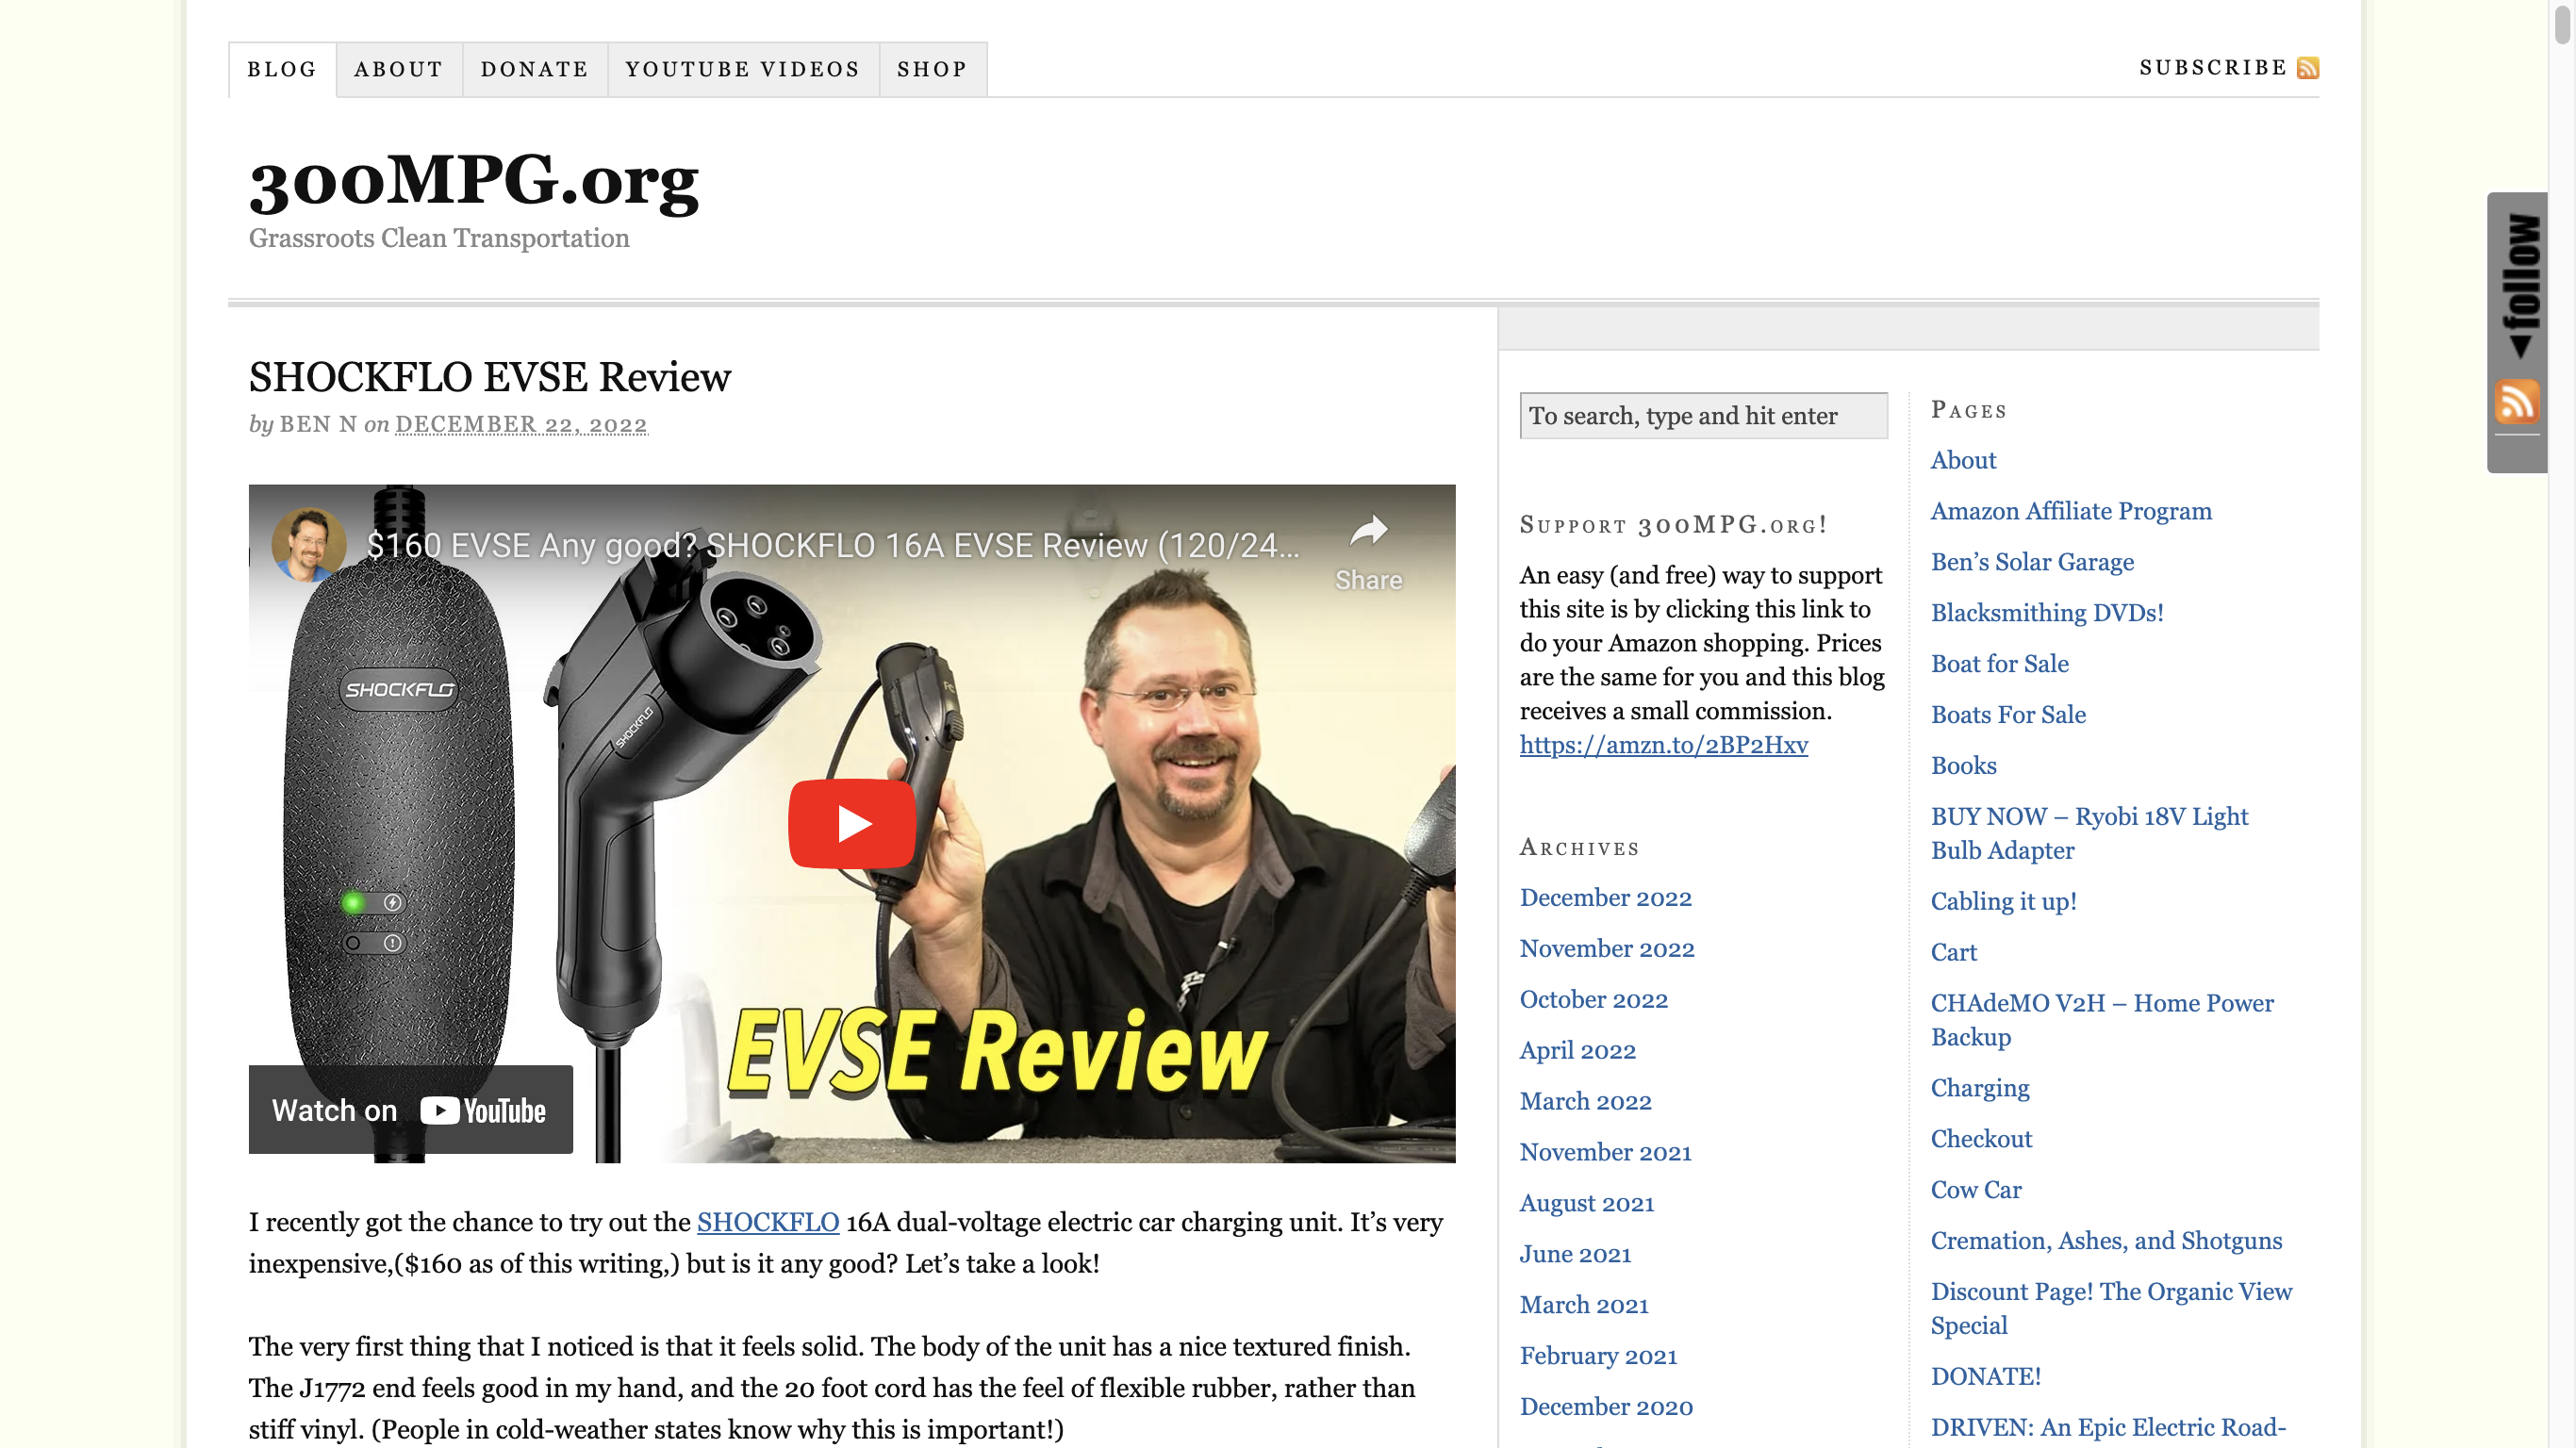 BLOG
ABOUT
DONATE
YOUTUBE VIDEOS
SHOP
SUBSCRIBE
300MPG.org
Grassroots Clean Transportation
follow
SHOCKFLO EVSE Review
by BEN N on DECEMBER 22, 2022
$160 EVSE Any good? SHOCKFLO 16A EVSE Review (120/24...
Share
SHOCKFLO
SHOCKFLO
EVSE Review
Watch on YouTube
I recently got the chance to try out the SHOCKFLO 16A dual-voltage electric car charging unit. It’s very
inexpensive,($160 as of this writing,) but is it any good? Let’s take a look!
The very first thing that I noticed is that it feels solid. The body of the unit has a nice textured finish.
The J1772 end feels good in my hand, and the 20 foot cord has the feel of flexible rubber, rather than
stiff vinyl. (People in cold-weather states know why this is important!)
To search, type and hit enter
Support 300MPG.org!
An easy (and free) way to support
this site is by clicking this link to
do your Amazon shopping. Prices
are the same for you and this blog
receives a small commission.
https://amzn.to/2BP2Hxv
Archives
December 2022
November 2022
October 2022
April 2022
March 2022
November 2021
August 2021
June 2021
March 2021
February 2021
December 2020
Pages
About
Amazon Affiliate Program
Ben’s Solar Garage
Blacksmithing DVDs!
Boat for Sale
Boats For Sale
Books
BUY NOW – Ryobi 18V Light
Bulb Adapter
Cabling it up!
Cart
CHAdeMO V2H – Home Power
Backup
Charging
Checkout
Cow Car
Cremation, Ashes, and Shotguns
Discount Page! The Organic View
Special
DONATE!
DRIVEN: An Epic Electric Road-